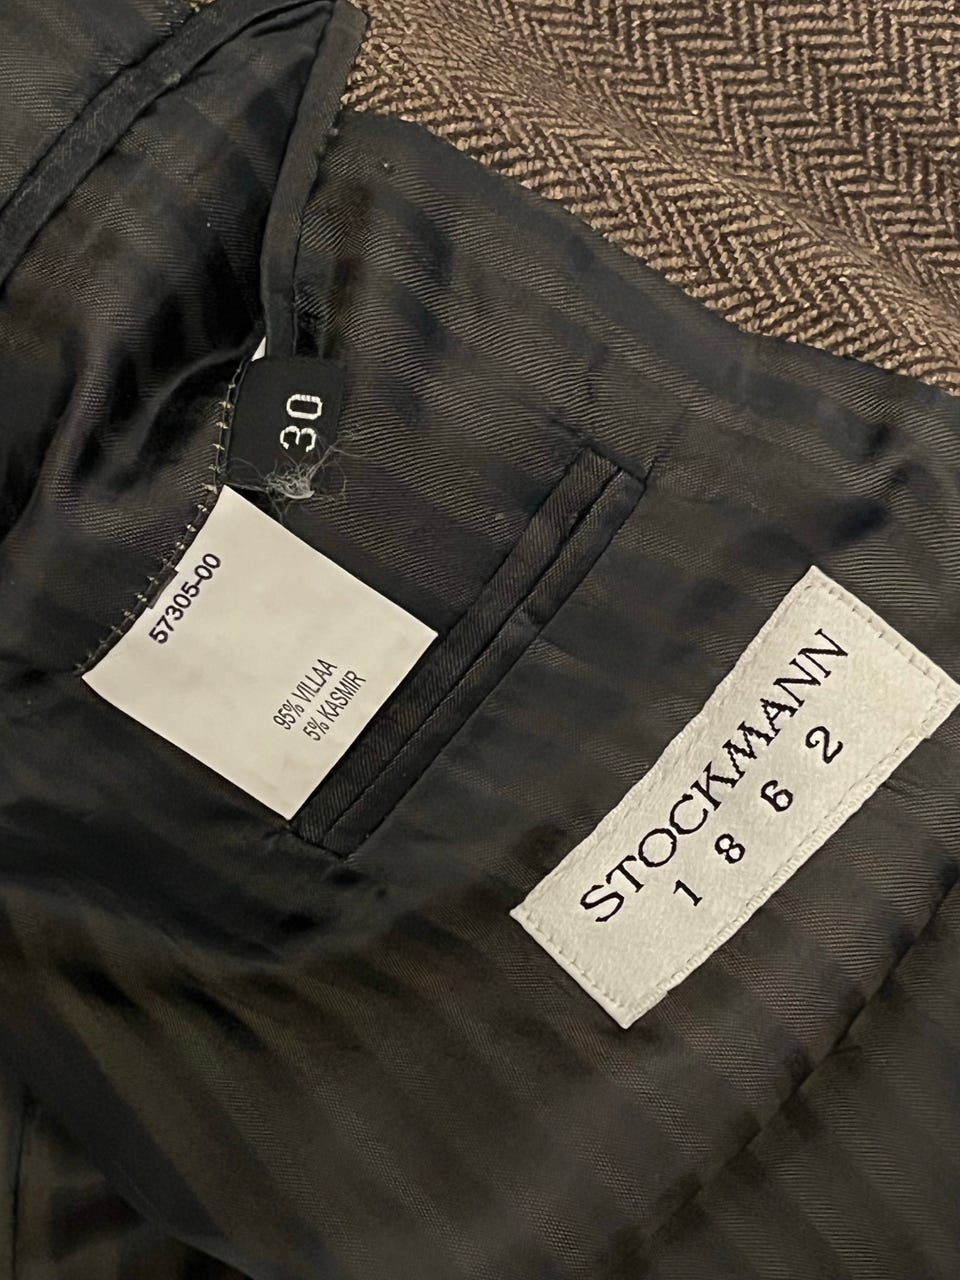 30
57305-00
95% VILLAA
5% KASMIR
STOCKMANN
1 8 6 2